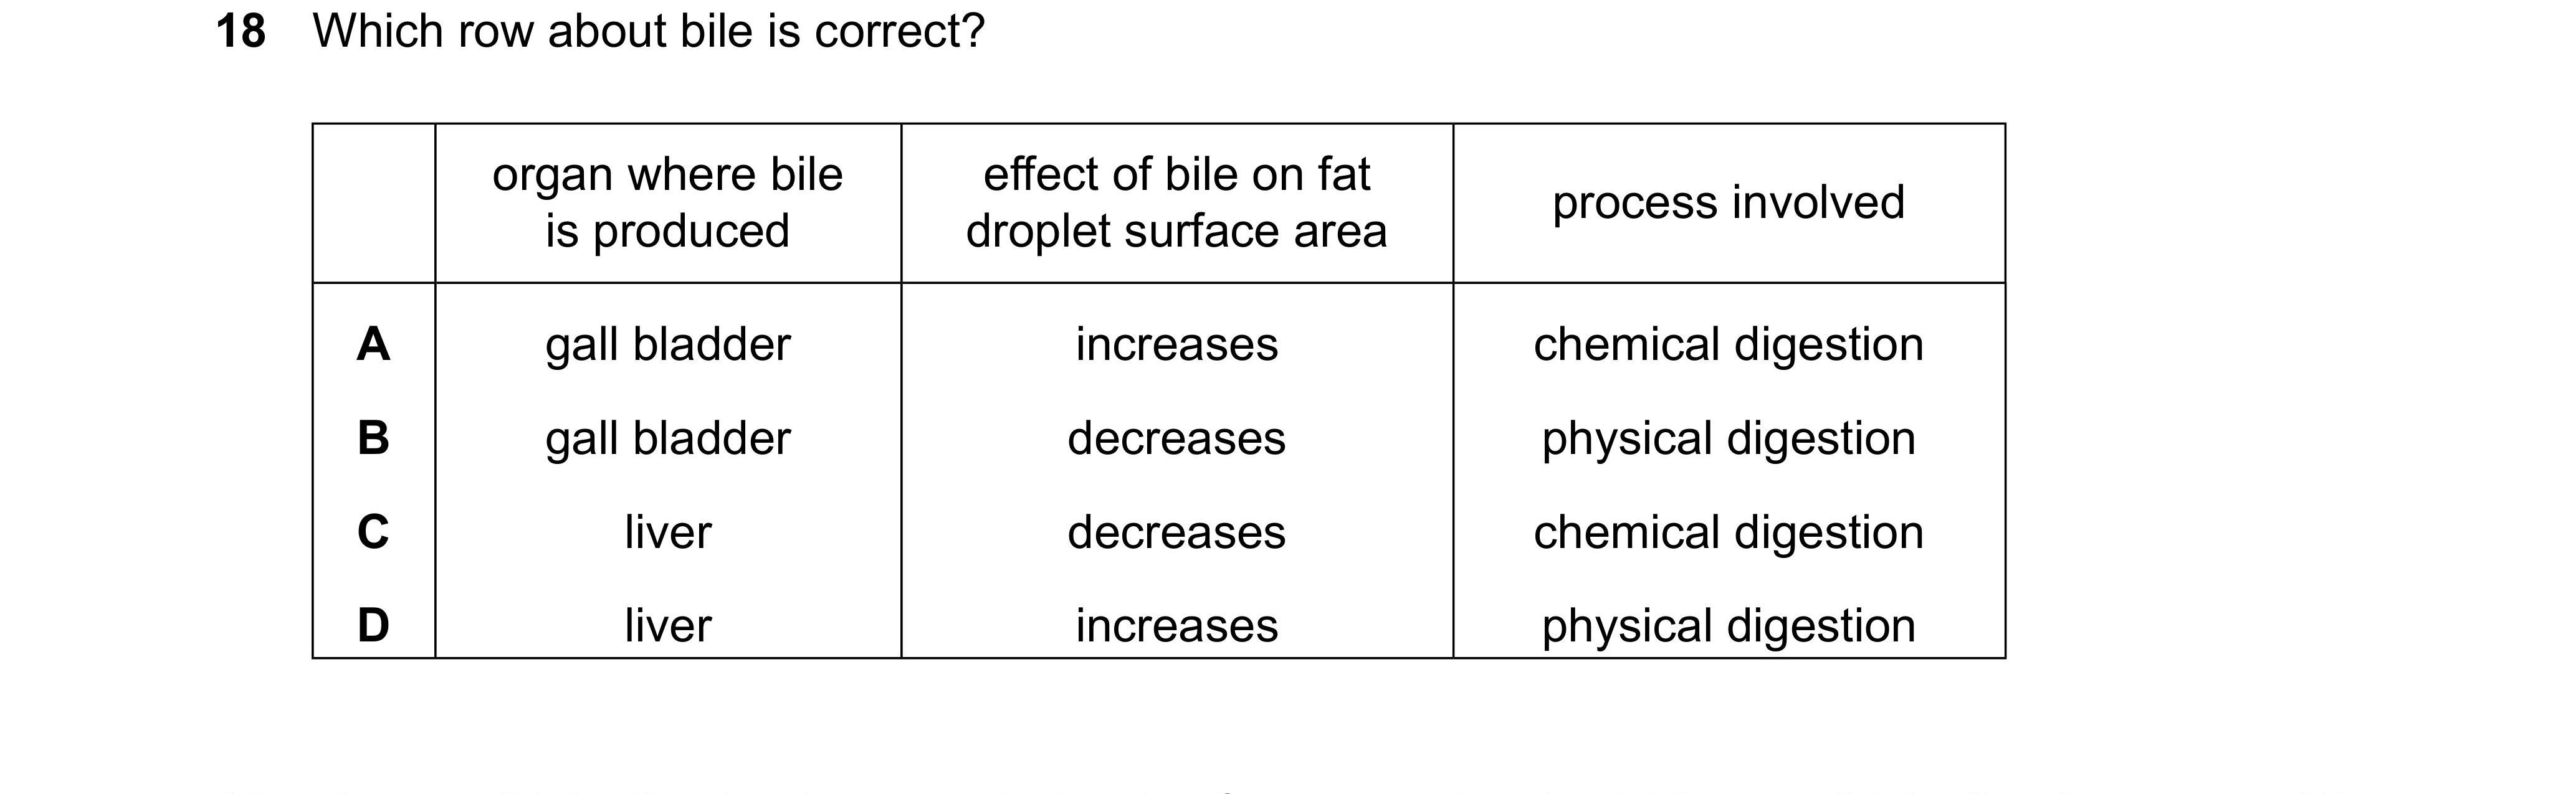 18 Which row about bile is correct?
organ where bile is produced
effect of bile on fat droplet surface area
process involved
A gall bladder increases chemical digestion
B gall bladder decreases physical digestion
C liver decreases chemical digestion
D liver increases physical digestion